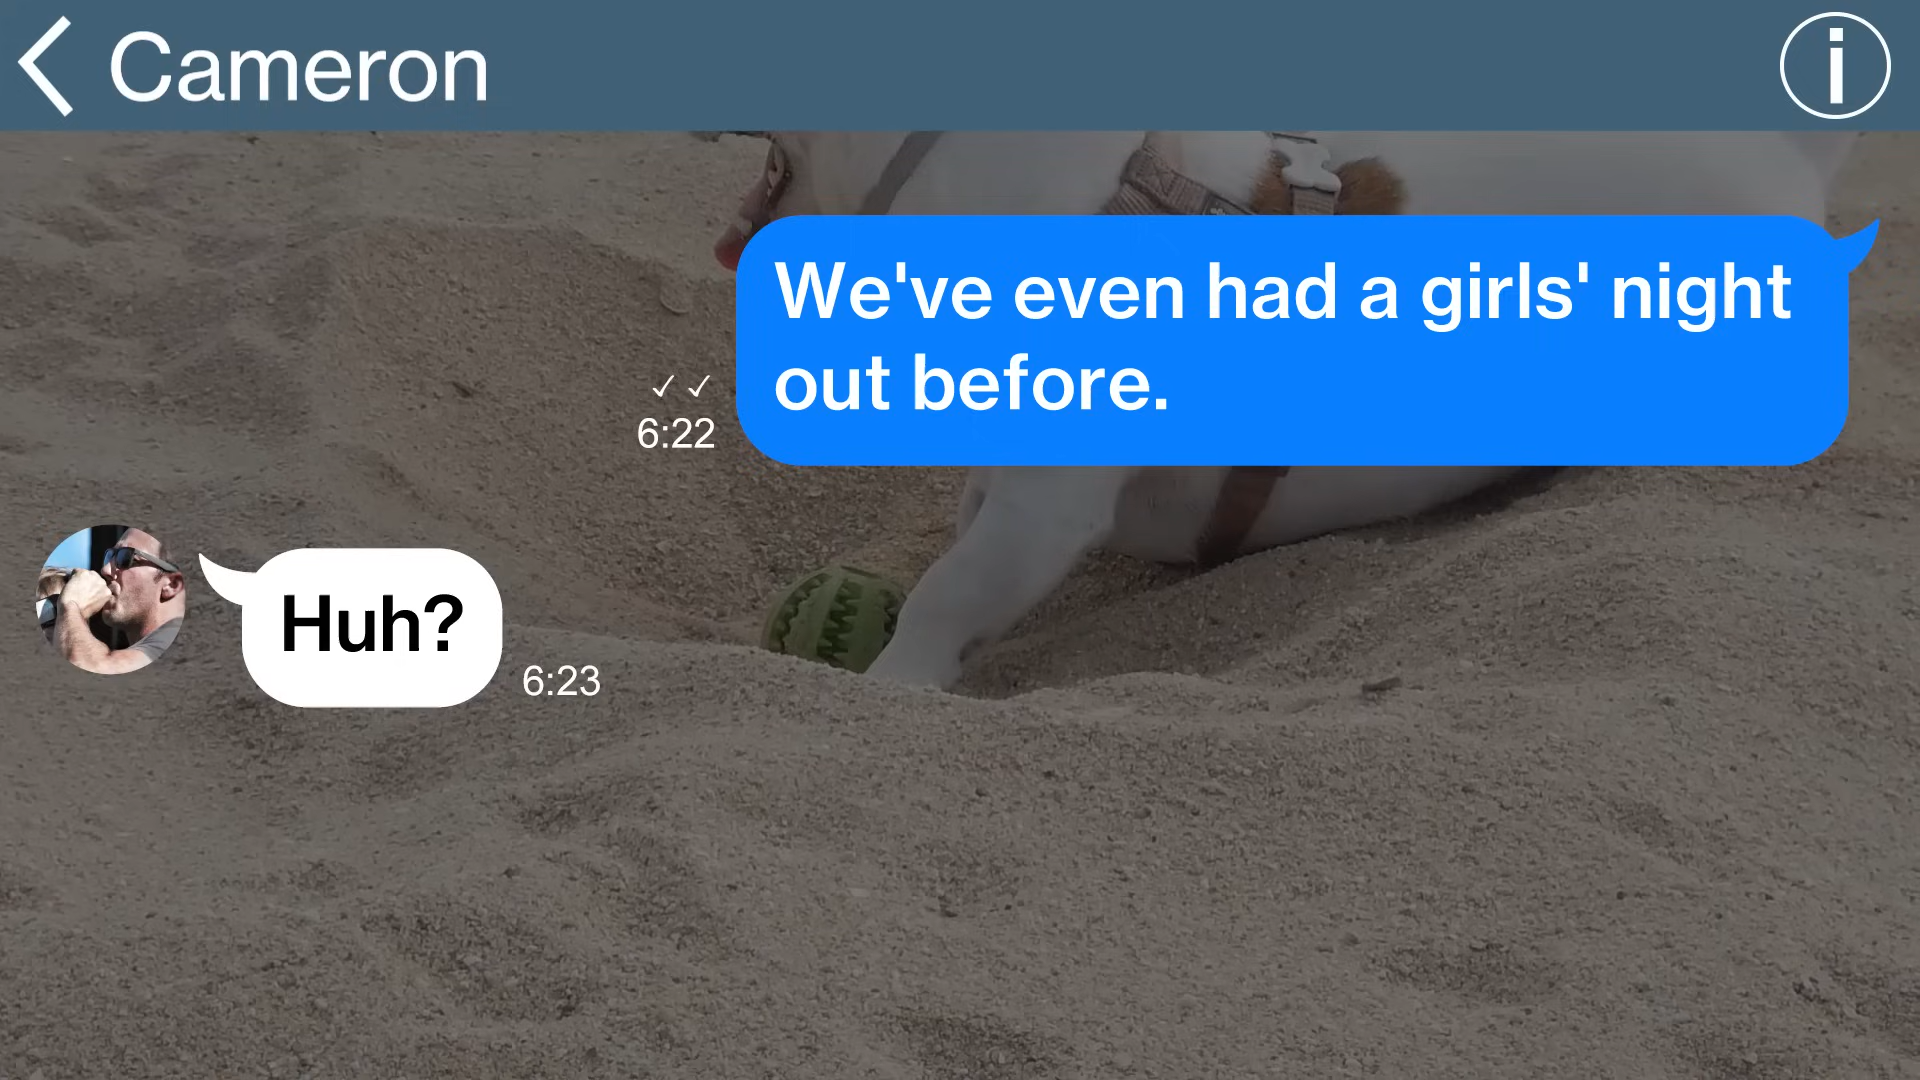 Cameron
i
We've even had a girls' night
out before.
✓ ✓
6:22
Huh?
6:23